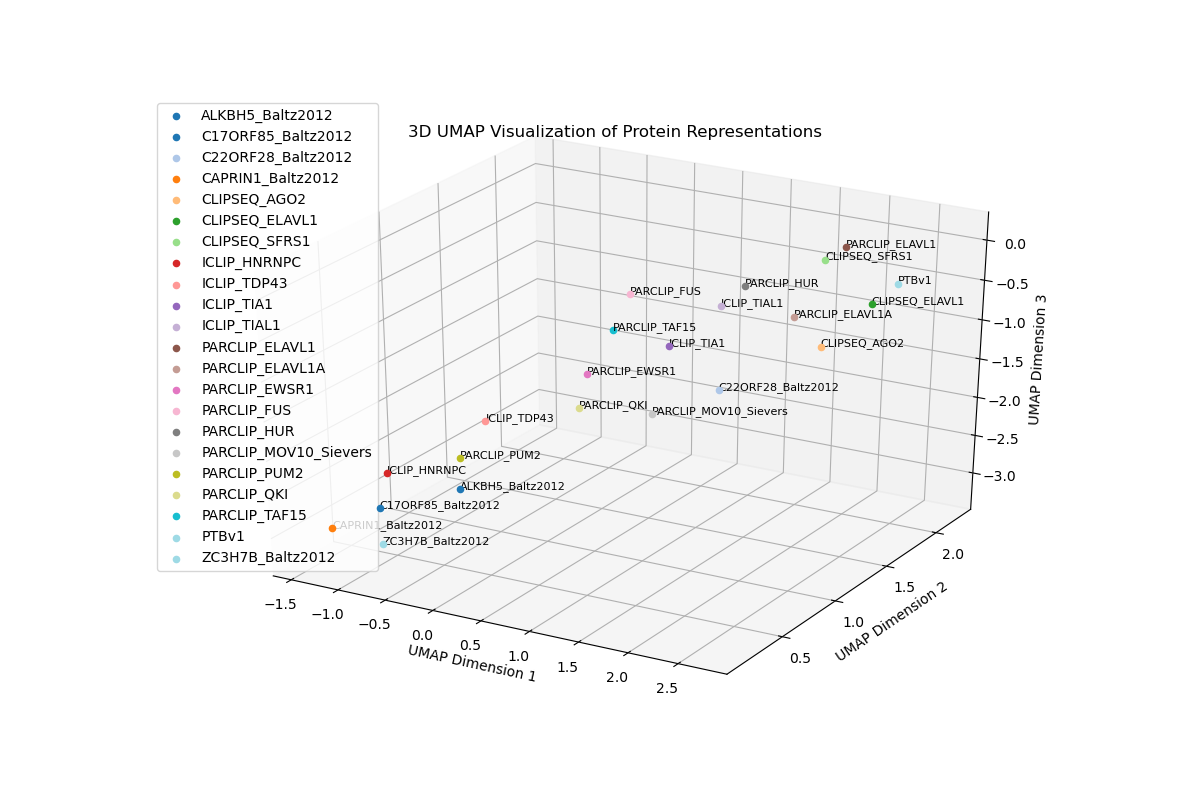 3D UMAP Visualization of Protein Representations
ALKBH5_Baltz2012
C17ORF85_Baltz2012
C22ORF28_Baltz2012
CAPRIN1_Baltz2012
CLIPSEQ_AGO2
CLIPSEQ_ELAVL1
CLIPSEQ_SFRS1
ICLIP_HNRNPC
ICLIP_TDP43
ICLIP_TIA1
ICLIP_TIAL1
PARCLIP_ELAVL1
PARCLIP_ELAVL1A
PARCLIP_EWSR1
PARCLIP_FUS
PARCLIP_HUR
PARCLIP_MOV10_Sievers
PARCLIP_PUM2
PARCLIP_QKI
PARCLIP_TAF15
PTBv1
ZC3H7B_Baltz2012
PARCLIP_ELAVL1
CLIPSEQ_SFRS1
PTBv1
PARCLIP_HUR
PARCLIP_FUS
CLIPSEQ_ELAVL1
ICLIP_TIAL1
PARCLIP_ELAVL1A
PARCLIP_TAF15
ICLIP_TIA1
CLIPSEQ_AGO2
PARCLIP_EWSR1
C22ORF28_Baltz2012
PARCLIP_QKI
PARCLIP_MOV10_Sievers
ICLIP_TDP43
PARCLIP_PUM2
ICLIP_HNRNPC
ALKBH5_Baltz2012
C17ORF85_Baltz2012
CAPRIN1_Baltz2012
ZC3H7B_Baltz2012
0.0
−0.5
−1.0
−1.5
−2.0
−2.5
−3.0
UMAP Dimension 3
2.0
1.5
1.0
0.5
UMAP Dimension 2
−1.5
−1.0
−0.5
0.0
0.5
1.0
1.5
2.0
2.5
UMAP Dimension 1